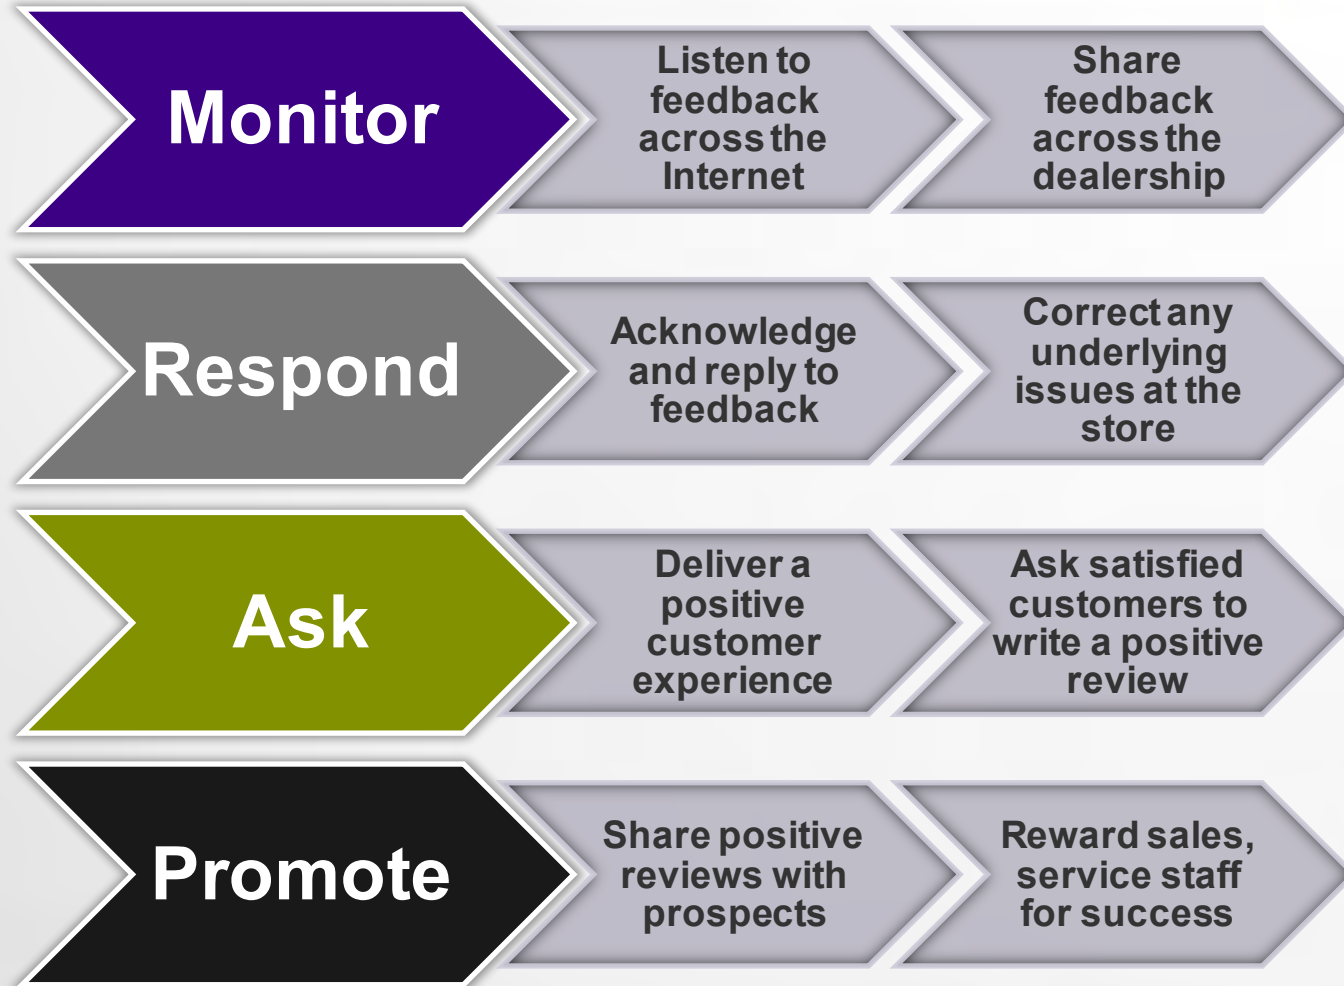 Monitor
Listen to
feedback
across the
Internet
Share
feedback
across the
dealership
Respond
Acknowledge
and reply to
feedback
Correct any
underlying
issues at the
store
Ask
Deliver a
positive
customer
experience
Ask satisfied
customers to
write a positive
review
Promote
Share positive
reviews with
prospects
Reward sales,
service staff
for success